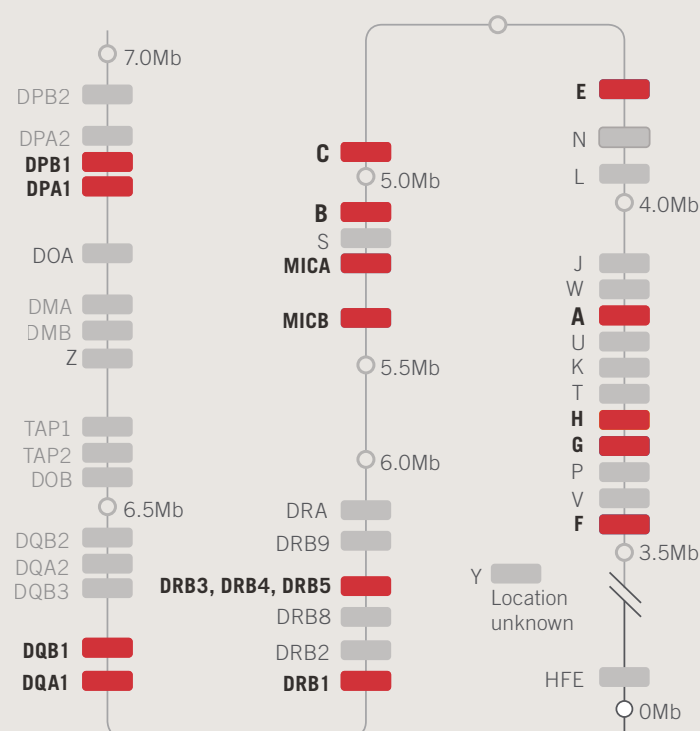 7.0Mb
DPB2
DPA2
DPB1
DPA1
DOA
DMA
DMB
Z
TAP1
TAP2
DOB
6.5Mb
DQB2
DQA2
DQB3
DQB1
DQA1
C
5.0Mb
B
S
MICA
MICB
5.5Mb
6.0Mb
DRA
DRB9
DRB3, DRB4, DRB5
DRB8
DRB2
DRB1
E
N
L
4.0Mb
J
W
A
U
K
T
H
G
P
V
F
3.5Mb
Y
Location
unknown
HFE
0Mb